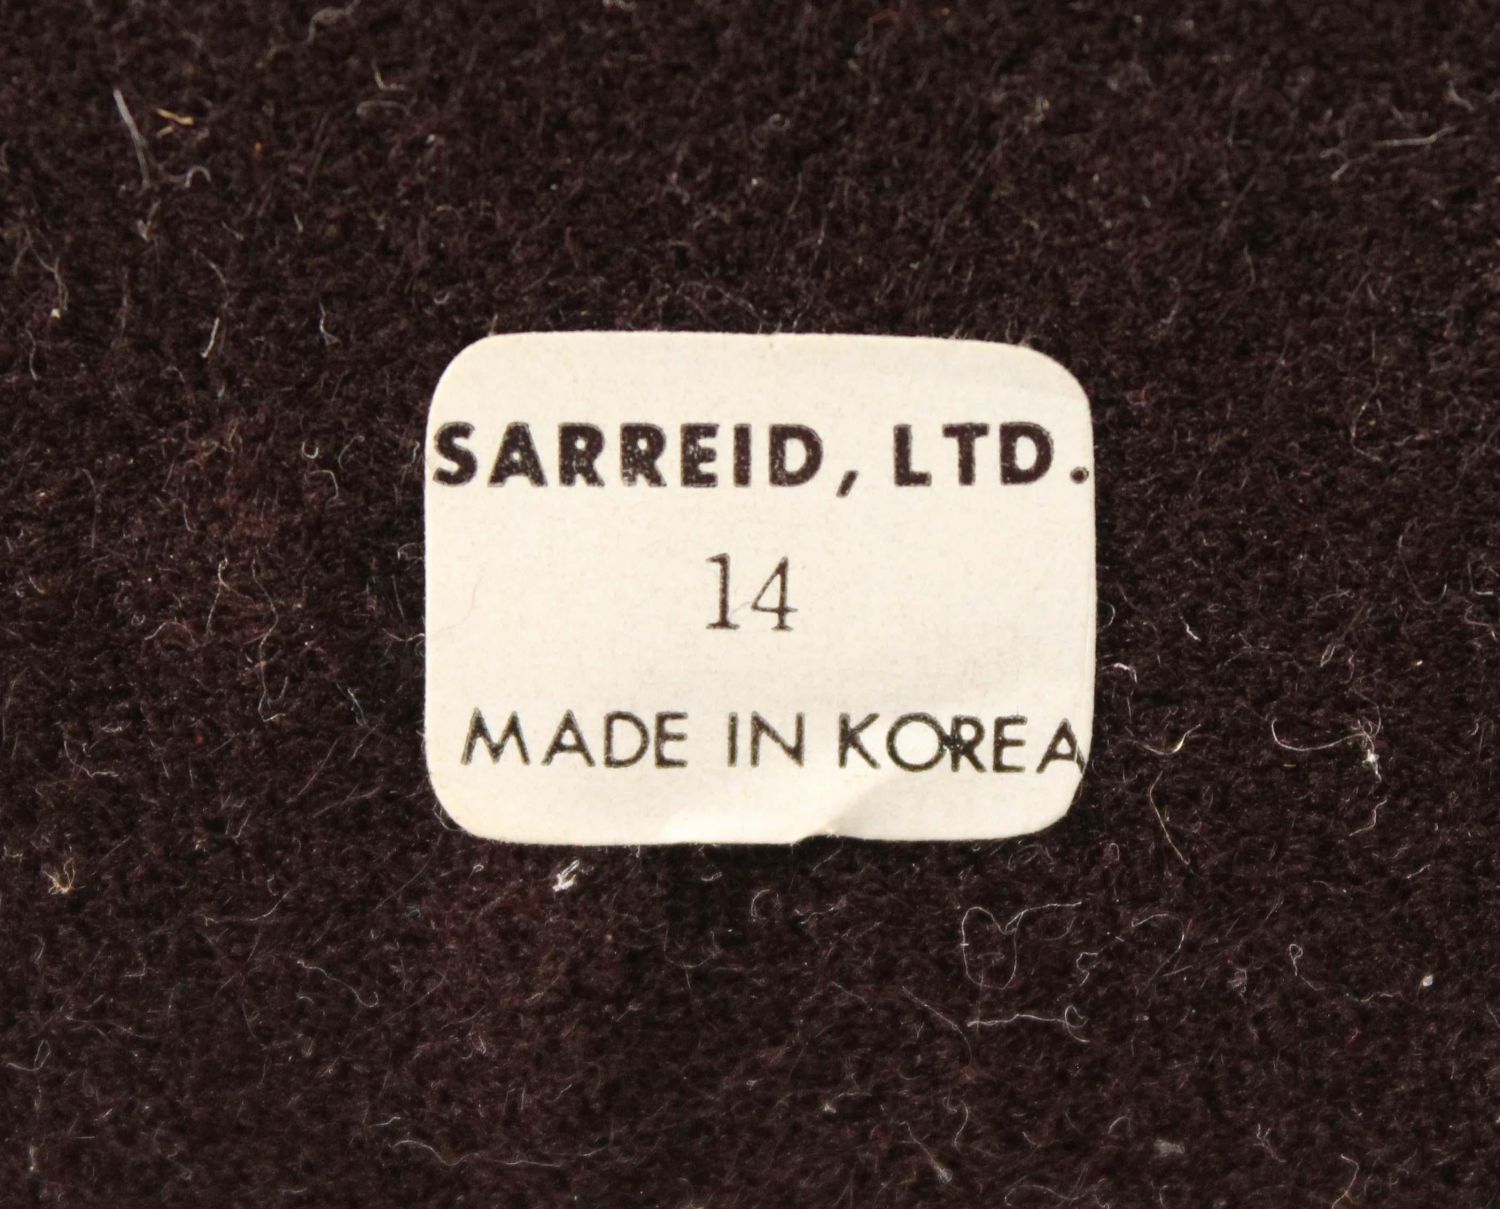 SARREID, LTD.
14
MADE IN KOREA